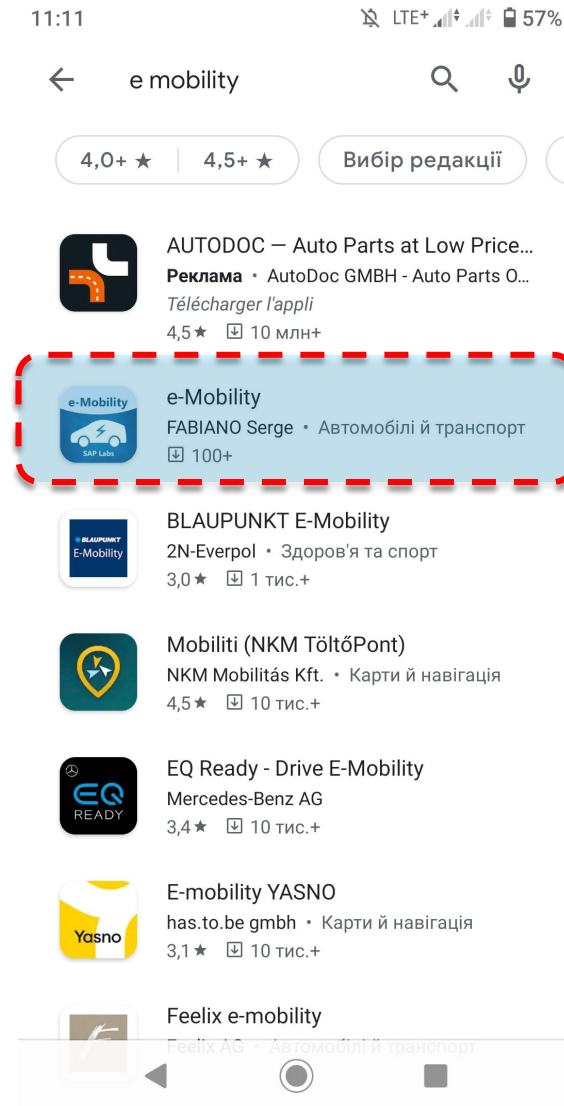 11:11 LTE+ 57%
e mobility
4,0+ ★ 4,5+ ★ Вибір редакції
AUTODOC — Auto Parts at Low Price...
Реклама • AutoDoc GMBH - Auto Parts O...
Télécharger l'appli
4,5★ 10 млн+
e-Mobility
SAP Labs
e-Mobility
FABIANO Serge • Автомобілі й транспорт
100+
BLAUPUNKT
E-Mobility
BLAUPUNKT E-Mobility
2N-Everpol • Здоров'я та спорт
3,0★ 1 тис.+
Mobiliti (NKM TöltőPont)
NKM Mobilitás Kft. • Карти й навігація
4,5★ 10 тис.+
EQ
READY
EQ Ready - Drive E-Mobility
Mercedes-Benz AG
3,4★ 10 тис.+
Yasno
E-mobility YASNO
has.to.be gmbh • Карти й навігація
3,1★ 10 тис.+
Feelix e-mobility
Feelix AG • Автомобілі й транспорт